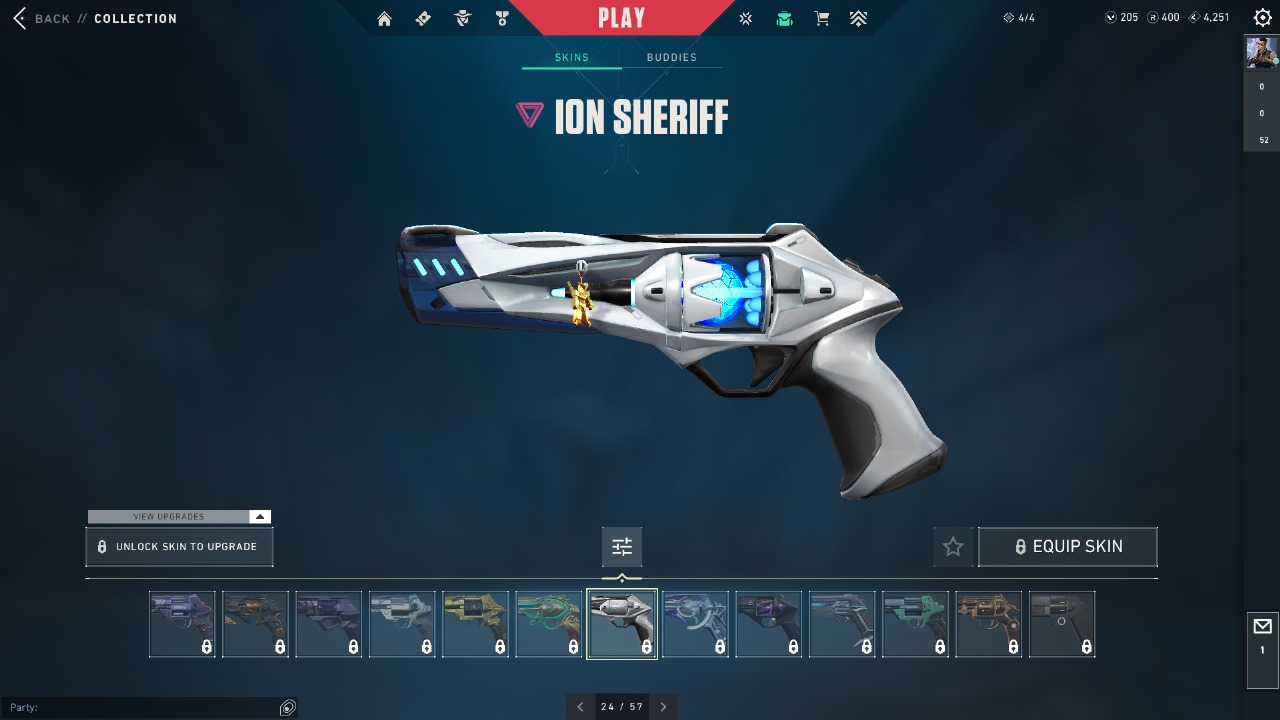 BACK // COLLECTION
PLAY
4/4
205
400
4,251
SKINS
BUDDIES
ION SHERIFF
0
0
52
VIEW UPGRADES
UNLOCK SKIN TO UPGRADE
EQUIP SKIN
1
Party:
24 / 57